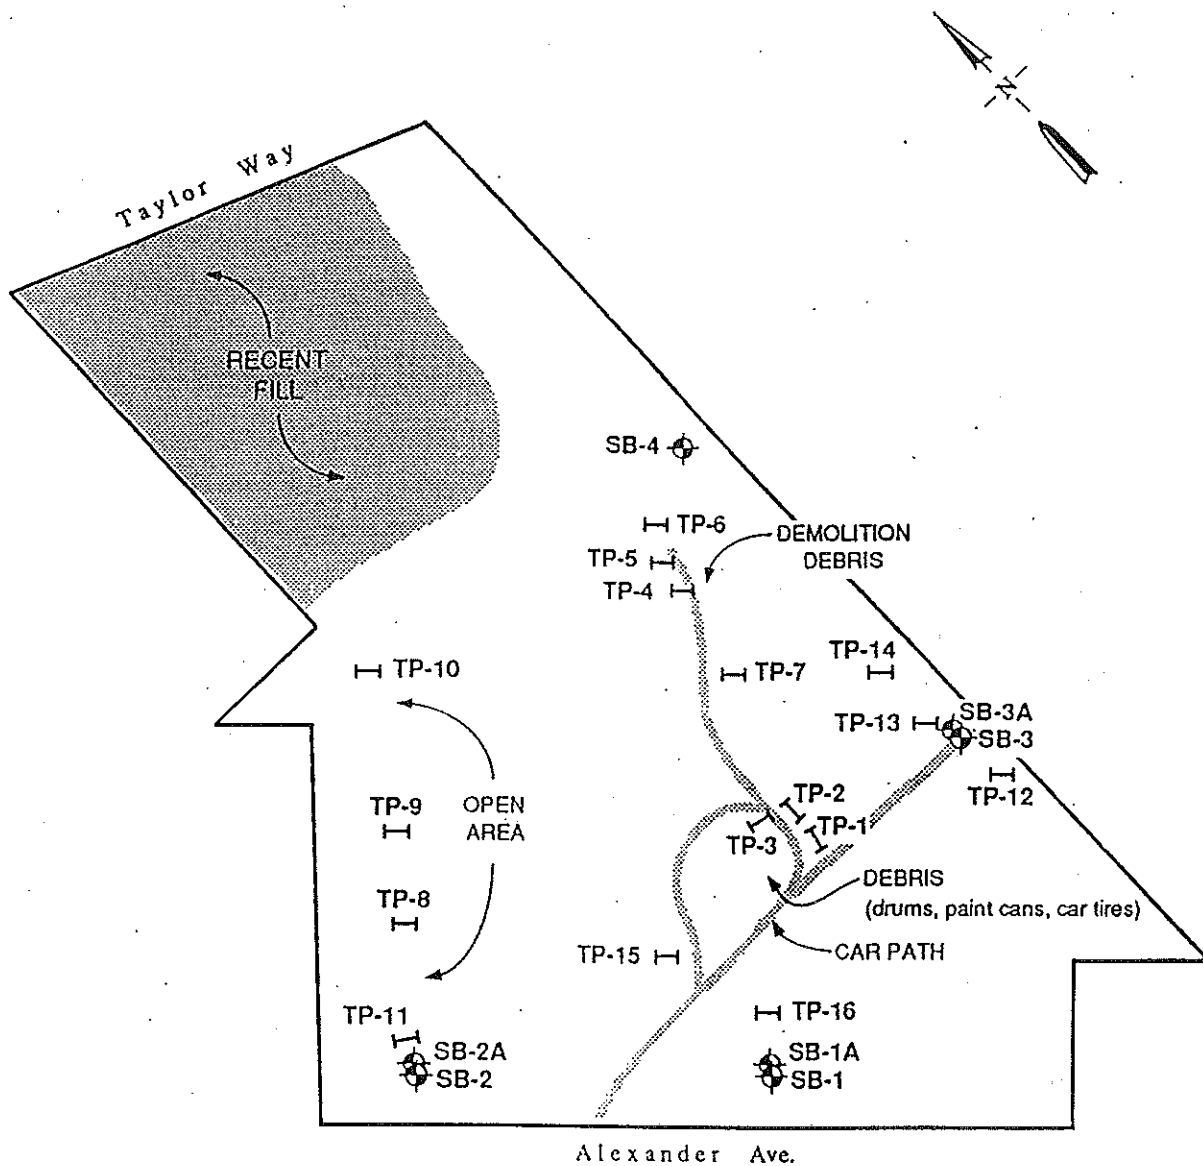 N
Taylor Way
RECENT
FILL
SB-4
TP-6
DEMOLITION
DEBRIS
TP-5
TP-4
TP-14
TP-10
TP-7
SB-3A
TP-13
SB-3
TP-12
TP-9
OPEN
AREA
TP-2
TP-1
TP-3
DEBRIS
(drums, paint cans, car tires)
TP-8
CAR PATH
TP-15
TP-11
TP-16
SB-2A
SB-2
SB-1A
SB-1
Alexander Ave.